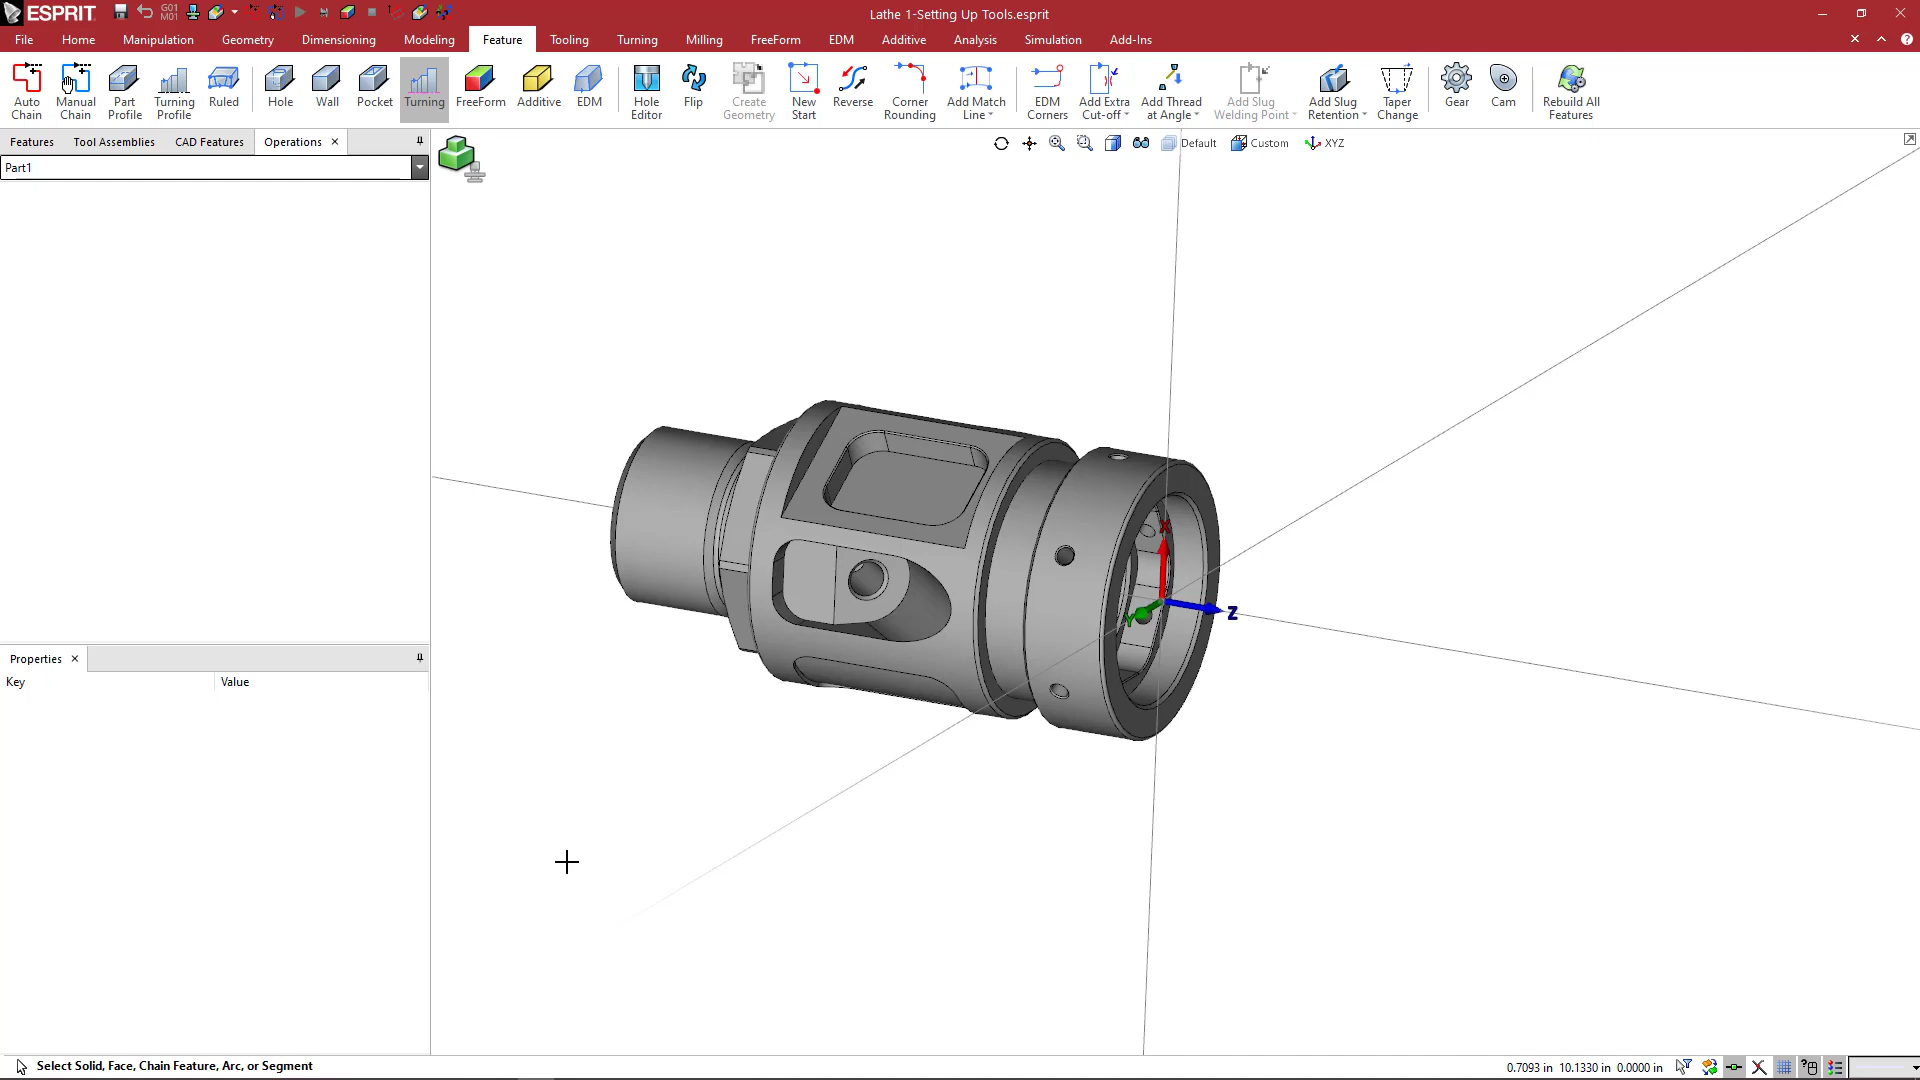 ESPRIT
G01
M01
Lathe 1-Setting Up Tools.esprit
File Home Manipulation Geometry Dimensioning Modeling Feature Tooling Turning Milling FreeForm EDM Additive Analysis Simulation Add-Ins
Auto Chain
Manual Chain
Part Profile
Turning Profile
Ruled
Hole
Wall
Pocket
Turning
FreeForm
Additive
EDM
Hole Editor
Flip
Create Geometry
New Start
Reverse
Corner Rounding
Add Match Line
EDM Corners
Add Extra Cut-off
Add Thread at Angle
Add Slug Welding Point
Add Slug Retention
Taper Change
Gear
Cam
Rebuild All Features
Features Tool Assemblies CAD Features Operations
Default Custom XYZ
Part1
X
Y
Z
Properties
Key Value
Select Solid, Face, Chain Feature, Arc, or Segment
0.7093 in 10.1330 in 0.0000 in